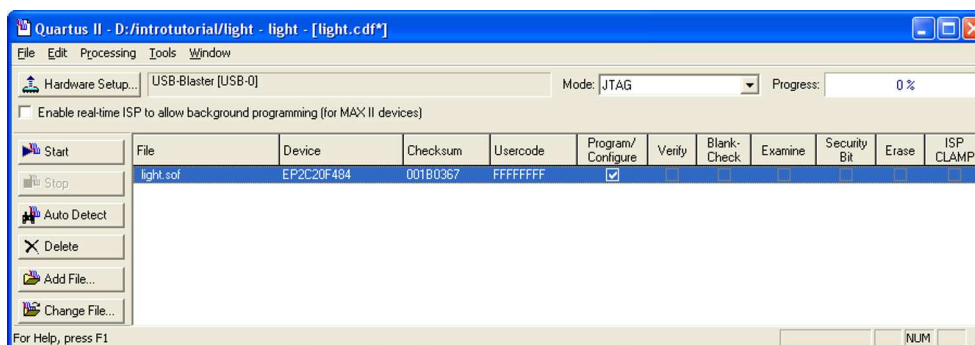 Quartus II - D:/introtutorial/light - light - [light.cdf*]
File Edit Processing Tools Window
Hardware Setup... USB-Blaster [USB-0] Mode: JTAG Progress: 0 %
Enable real-time ISP to allow background programming (for MAX II devices)
Start
Stop
Auto Detect
Delete
Add File...
Change File...
File Device Checksum Usercode Program/ Configure Verify Blank- Check Examine Security Bit Erase ISP CLAMP
light.sof EP2C20F484 001B0367 FFFFFFFF
For Help, press F1 NUM